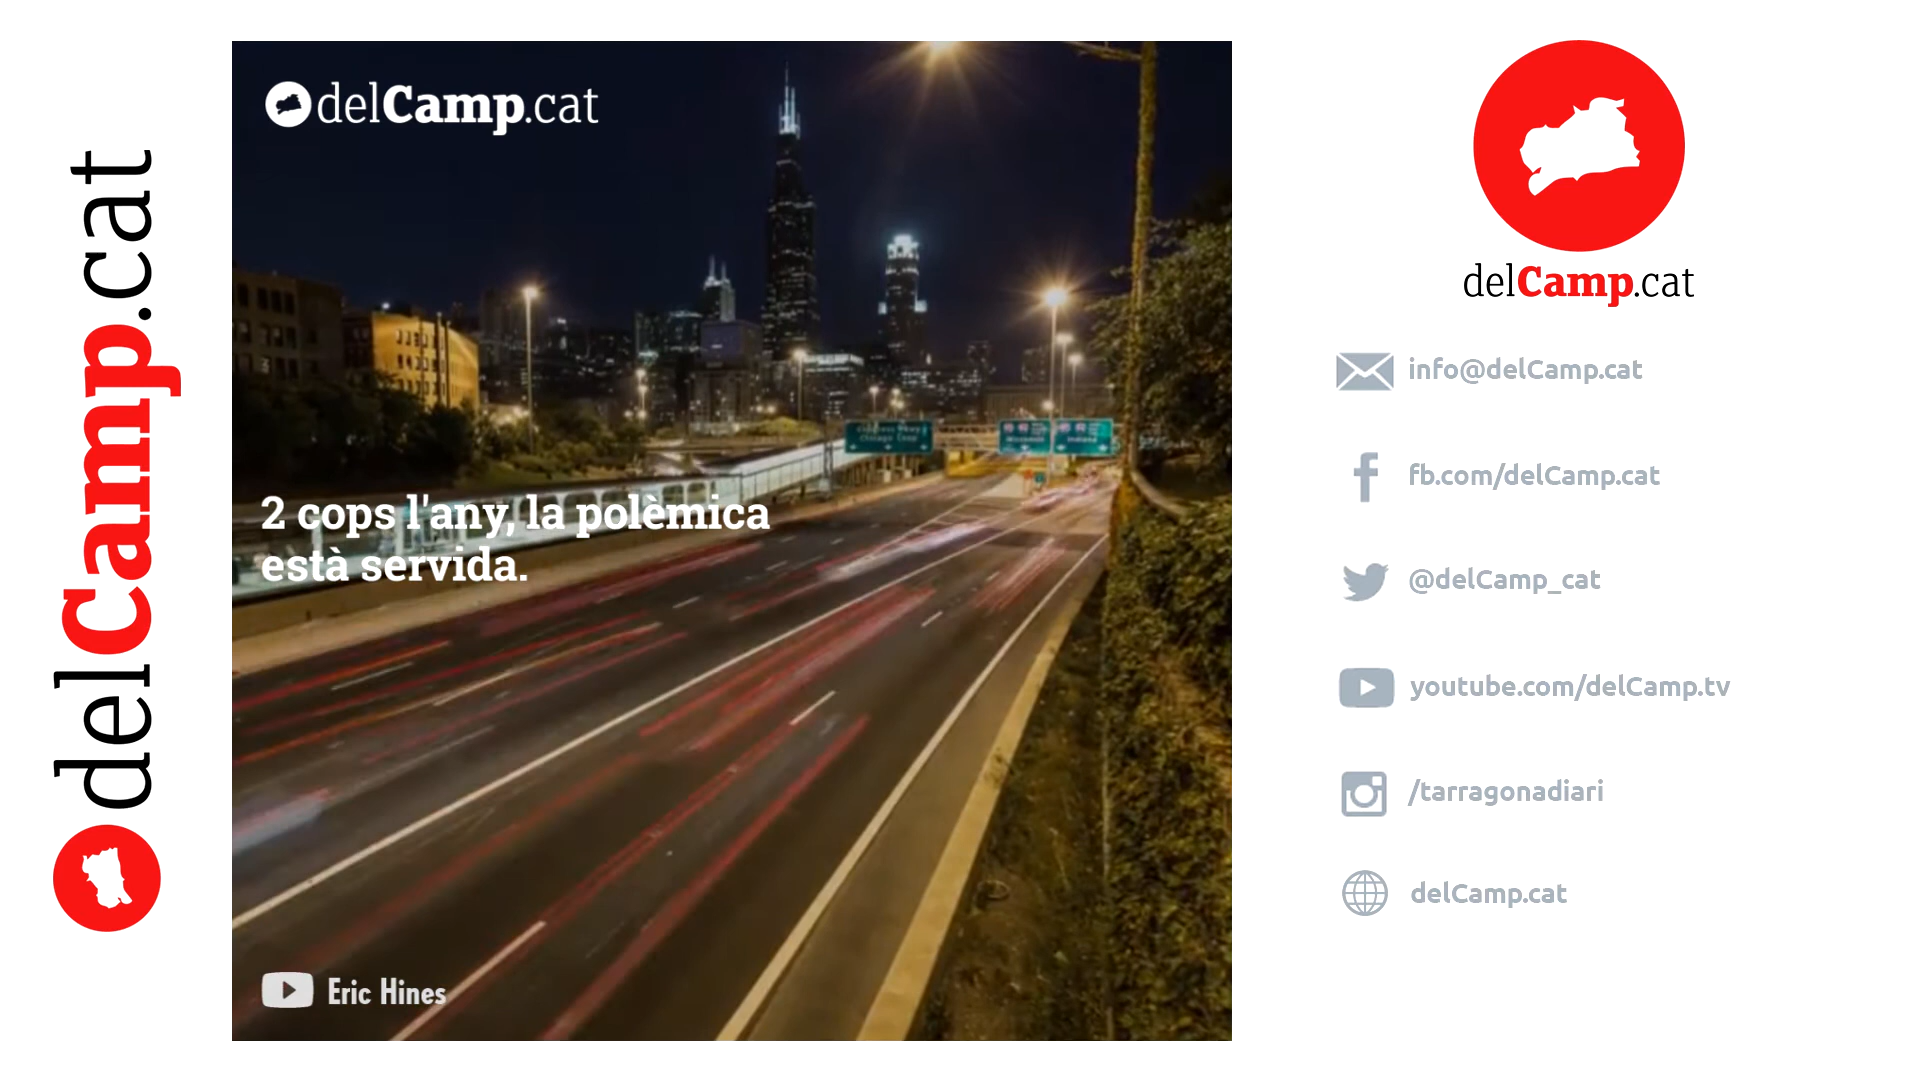 delCamp.cat
delCamp.cat
2 cops l'any, la polèmica
està servida.
Eric Hines
delCamp.cat
info@delCamp.cat
fb.com/delCamp.cat
@delCamp_cat
youtube.com/delCamp.tv
/tarragonadiari
delCamp.cat